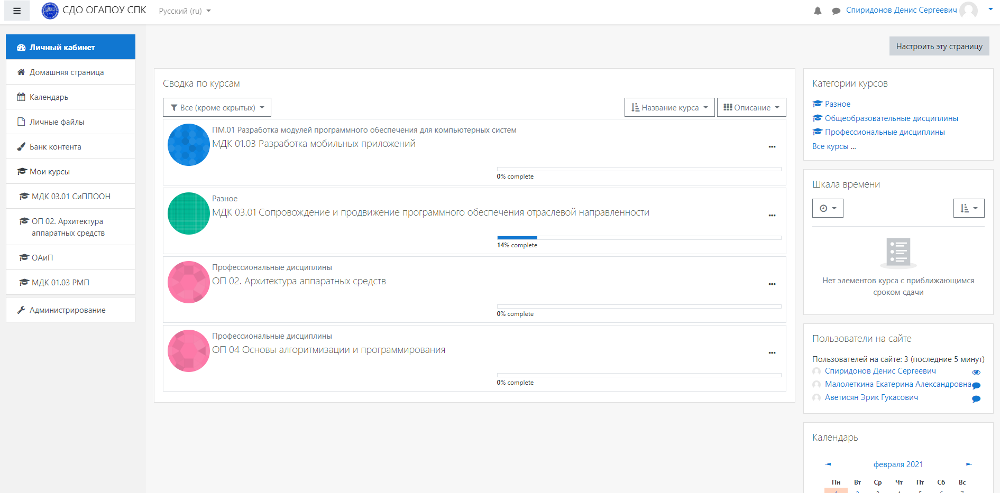 СДО ОГАПОУ СПК
Русский (ru)
Спиридонов Денис Сергеевич
Личный кабинет
Домашняя страница
Календарь
Личные файлы
Банк контента
Мои курсы
МДК 03.01 СиППООН
ОП 02. Архитектура
аппаратных средств
ОАиП
МДК 01.03 РМП
Администрирование
Настроить эту страницу
Сводка по курсам
Все (кроме скрытых)
Название курса
Описание
ПМ.01 Разработка модулей программного обеспечения для компьютерных систем
МДК 01.03 Разработка мобильных приложений
0% complete
Разное
МДК 03.01 Сопровождение и продвижение программного обеспечения отраслевой направленности
14% complete
Профессиональные дисциплины
ОП 02. Архитектура аппаратных средств
0% complete
Профессиональные дисциплины
ОП 04 Основы алгоритмизации и программирования
0% complete
Категории курсов
Разное
Общеобразовательные дисциплины
Профессиональные дисциплины
Все курсы ...
Шкала времени
Нет элементов курса с приближающимся
сроком сдачи
Пользователи на сайте
Пользователей на сайте: 3 (последние 5 минут)
Спиридонов Денис Сергеевич
Малолеткина Екатерина Александровна
Аветисян Эрик Гукасович
Календарь
февраля 2021
Пн Вт Ср Чт Пт Сб Вс